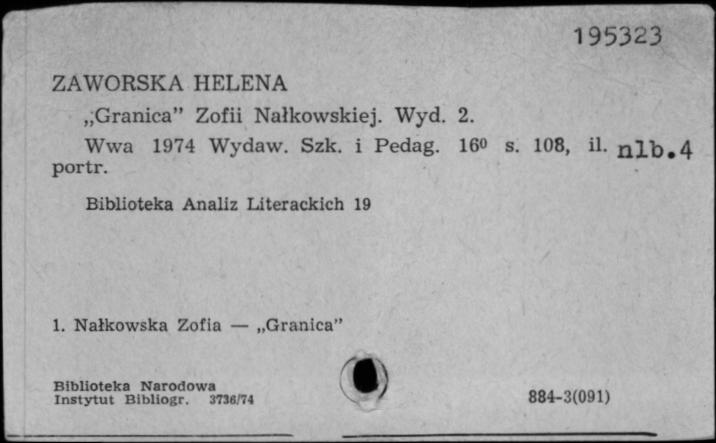 195323
ZAWORSKA HELENA
„Granica” Zofii Nałkowskiej. Wyd. 2.
Wwa 1974 Wydaw. Szk. i Pedag. 16⁰ s. 108, il. nlb.4
portr.
Biblioteka Analiz Literackich 19
1. Nałkowska Zofia — „Granica”
Biblioteka Narodowa
Instytut Bibliogr. 3736/74
884-3(091)